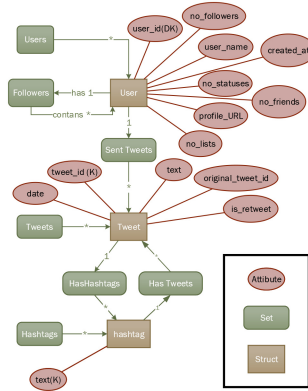 no_followers
user_id(DK)
Users
*
user_name
created_at
Followers
has 1
User
no_statuses
contains *
no_friends
profile_URL
1
no_lists
Sent Tweets
text
tweet_id (K)
*
original_tweet_id
date
Tweets
*
Tweet
is_retweet
1
HasHashtags
Has Tweets
Attibute
*
Set
Hashtags
*
hashtag
Struct
text(K)